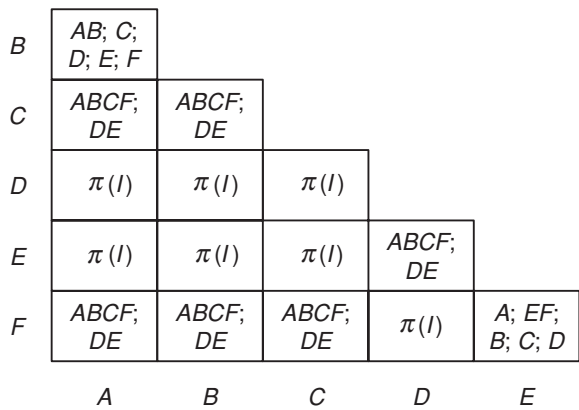 B
AB; C;
D; E; F
C
ABCF;
DE
ABCF;
DE
D
π (I)
π (I)
π (I)
E
π (I)
π (I)
π (I)
ABCF;
DE
F
ABCF;
DE
ABCF;
DE
ABCF;
DE
π (I)
A; EF;
B; C; D
A B C D E